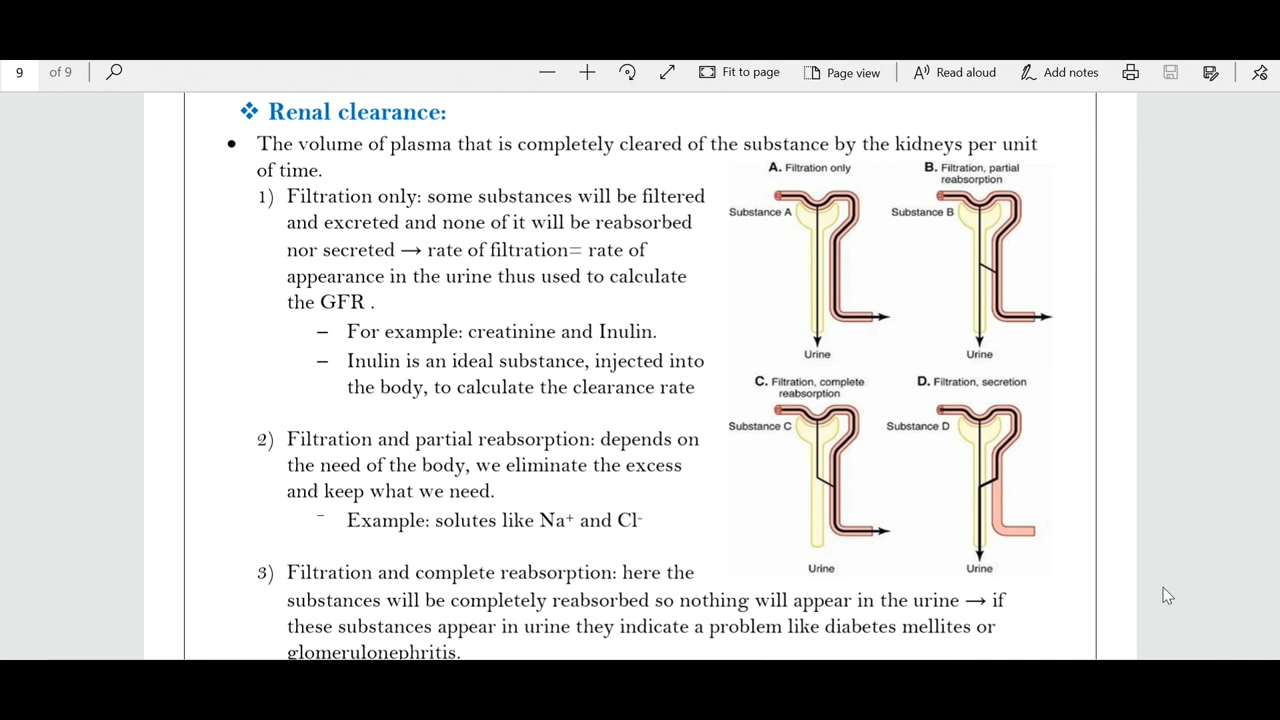 9 of 9
Fit to page
Page view
Read aloud
Add notes
❖ Renal clearance:
• The volume of plasma that is completely cleared of the substance by the kidneys per unit
of time.
1) Filtration only: some substances will be filtered
and excreted and none of it will be reabsorbed
nor secreted → rate of filtration= rate of
appearance in the urine thus used to calculate
the GFR .
– For example: creatinine and Inulin.
– Inulin is an ideal substance, injected into
the body, to calculate the clearance rate
2) Filtration and partial reabsorption: depends on
the need of the body, we eliminate the excess
and keep what we need.
– Example: solutes like Na⁺ and Cl⁻
A. Filtration only
Substance A
Urine
B. Filtration, partial
reabsorption
Substance B
Urine
C. Filtration, complete
reabsorption
Substance C
Urine
D. Filtration, secretion
Substance D
Urine
3) Filtration and complete reabsorption: here the
substances will be completely reabsorbed so nothing will appear in the urine → if
these substances appear in urine they indicate a problem like diabetes mellites or
glomerulonephritis.